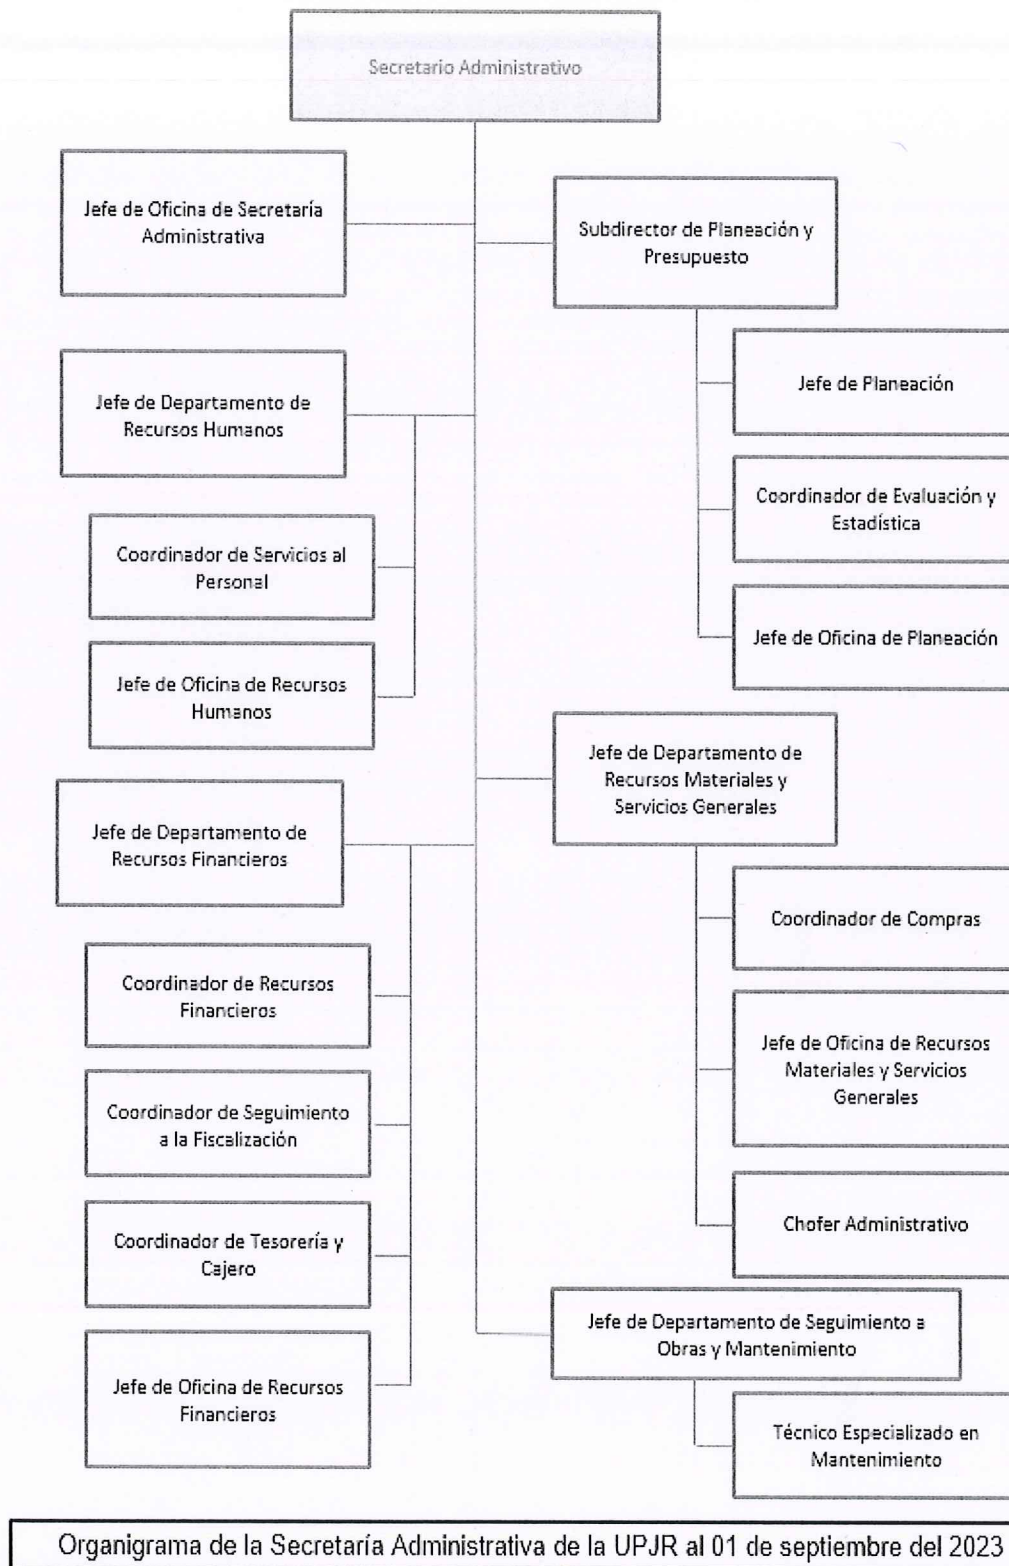 Secretario Administrativo
Jefe de Oficina de Secretaría
Administrativa
Subdirector de Planeación y
Presupuesto
Jefe de Planeación
Jefe de Departamento de
Recursos Humanos
Coordinador de Evaluación y
Estadística
Coordinador de Servicios al
Personal
Jefe de Oficina de Planeación
Jefe de Oficina de Recursos
Humanos
Jefe de Departamento de
Recursos Materiales y
Servicios Generales
Jefe de Departamento de
Recursos Financieros
Coordinador de Compras
Coordinador de Recursos
Financieros
Jefe de Oficina de Recursos
Materiales y Servicios
Generales
Coordinador de Seguimiento
a la Fiscalización
Chofer Administrativo
Coordinador de Tesorería y
Cajero
Jefe de Departamento de Seguimiento a
Obras y Mantenimiento
Jefe de Oficina de Recursos
Financieros
Técnico Especializado en
Mantenimiento
Organigrama de la Secretaría Administrativa de la UPJR al 01 de septiembre del 2023